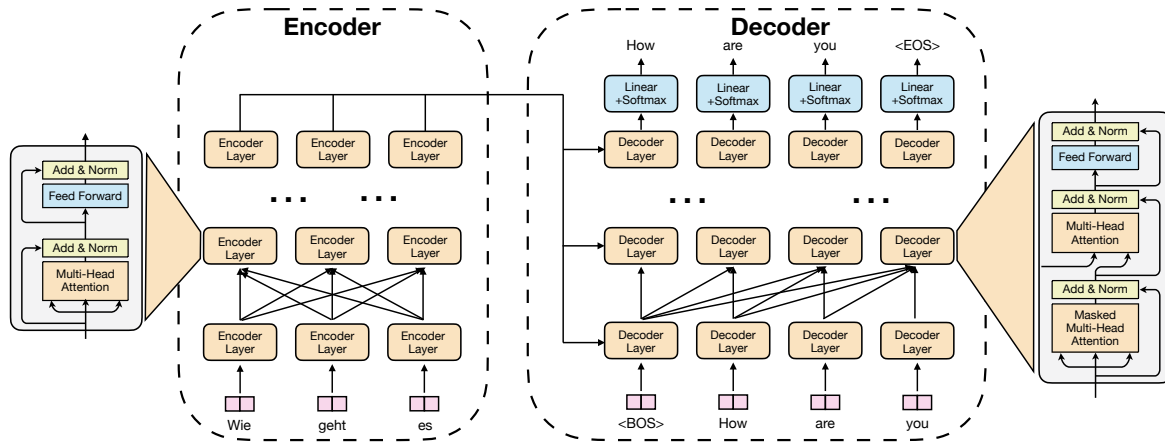 Encoder
Decoder
How are you <EOS>
Linear +Softmax
Linear +Softmax
Linear +Softmax
Linear +Softmax
Encoder Layer
Encoder Layer
Encoder Layer
Decoder Layer
Decoder Layer
Decoder Layer
Decoder Layer
Add & Norm
Feed Forward
Add & Norm
Multi-Head Attention
... ...
... ...
Encoder Layer
Encoder Layer
Encoder Layer
Decoder Layer
Decoder Layer
Decoder Layer
Decoder Layer
Encoder Layer
Encoder Layer
Encoder Layer
Decoder Layer
Decoder Layer
Decoder Layer
Decoder Layer
Wie geht es
<BOS> How are you
Add & Norm
Feed Forward
Add & Norm
Multi-Head Attention
Add & Norm
Masked Multi-Head Attention